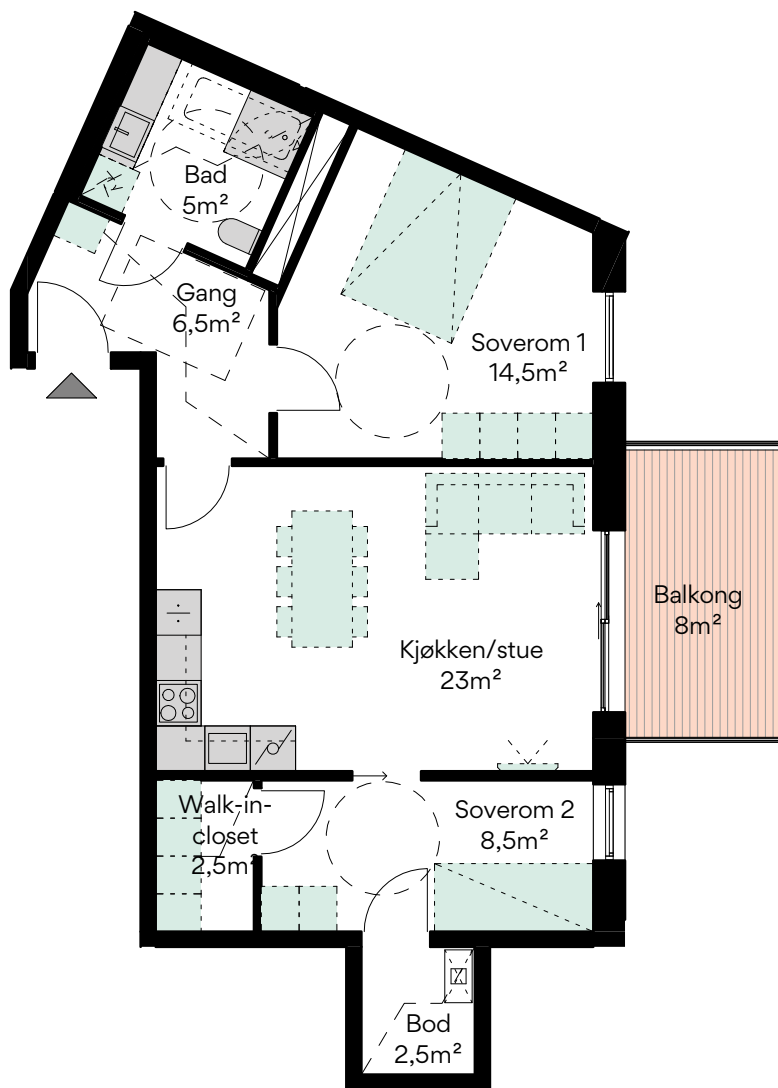 Bad
5m²
Gang
6,5m²
Soverom 1
14,5m²
Balkong
8m²
Kjøkken/stue
23m²
Walk-in-
closet
2,5m²
Soverom 2
8,5m²
Bod
2,5m²